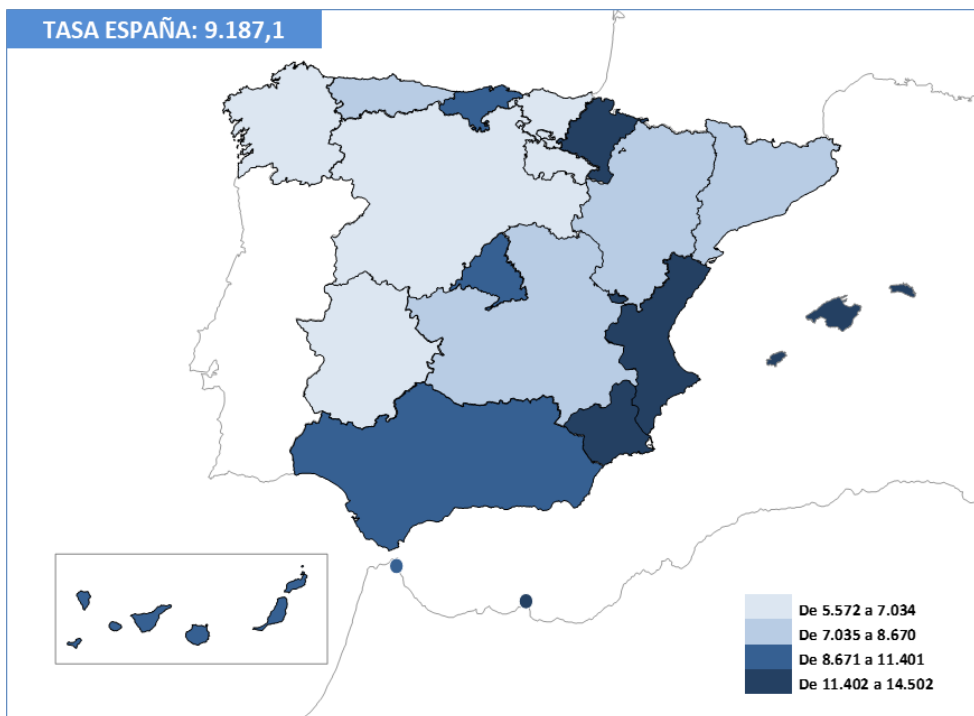 TASA ESPAÑA: 9.187,1
De 5.572 a 7.034
De 7.035 a 8.670
De 8.671 a 11.401
De 11.402 a 14.502